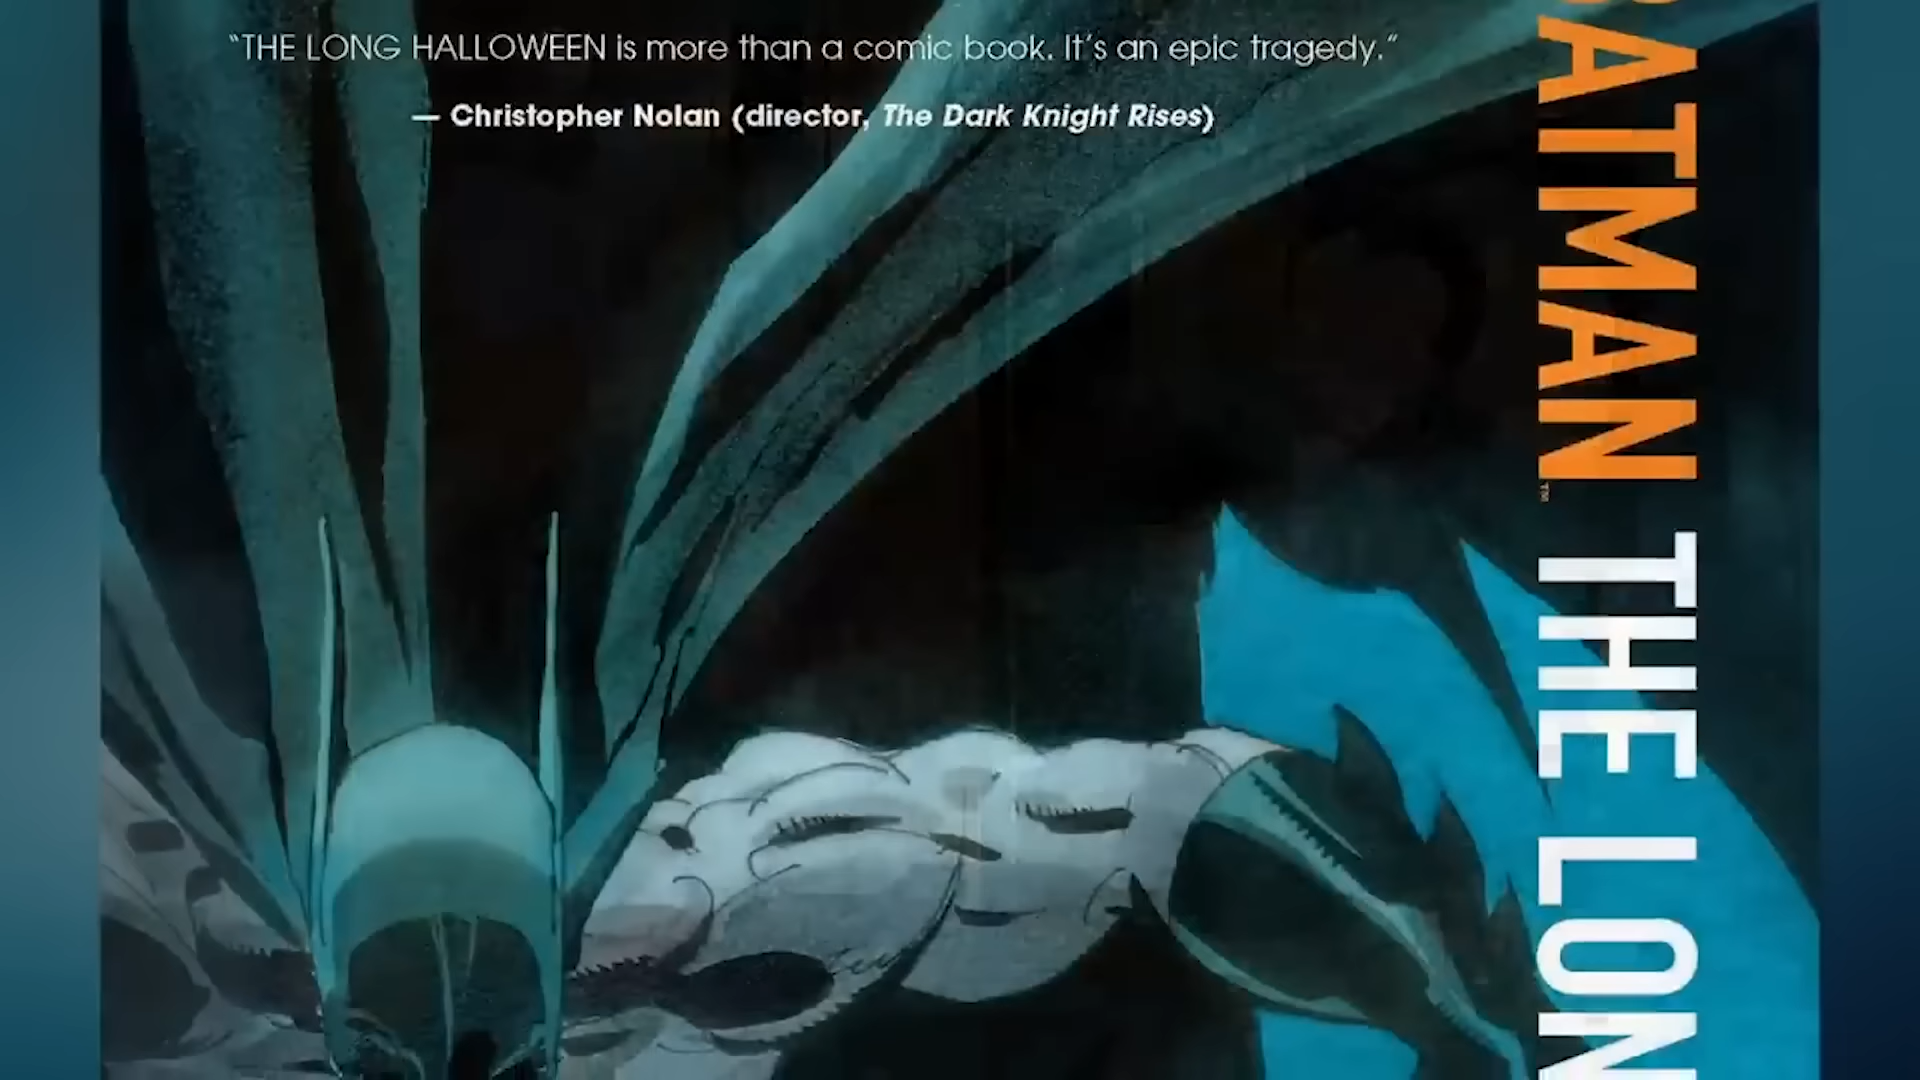 “THE LONG HALLOWEEN is more than a comic book. It’s an epic tragedy.”
— Christopher Nolan (director, The Dark Knight Rises)
BATMAN™ THE LON